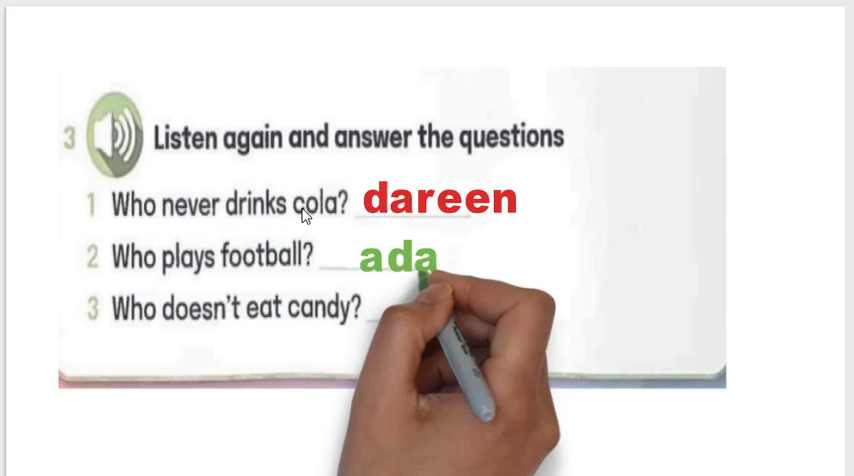 3 Listen again and answer the questions
1 Who never drinks cola? dareen
2 Who plays football? ada
3 Who doesn't eat candy?